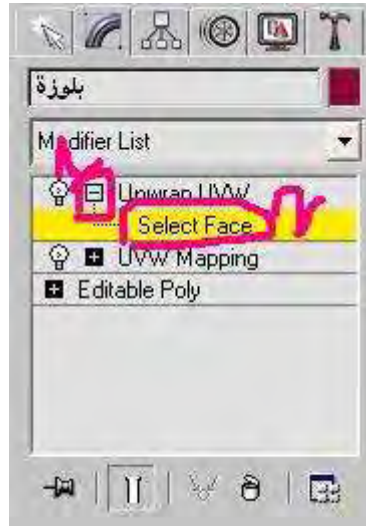 بلوزة
Modifier List
Unwrap UVW
Select Face
UVW Mapping
Editable Poly